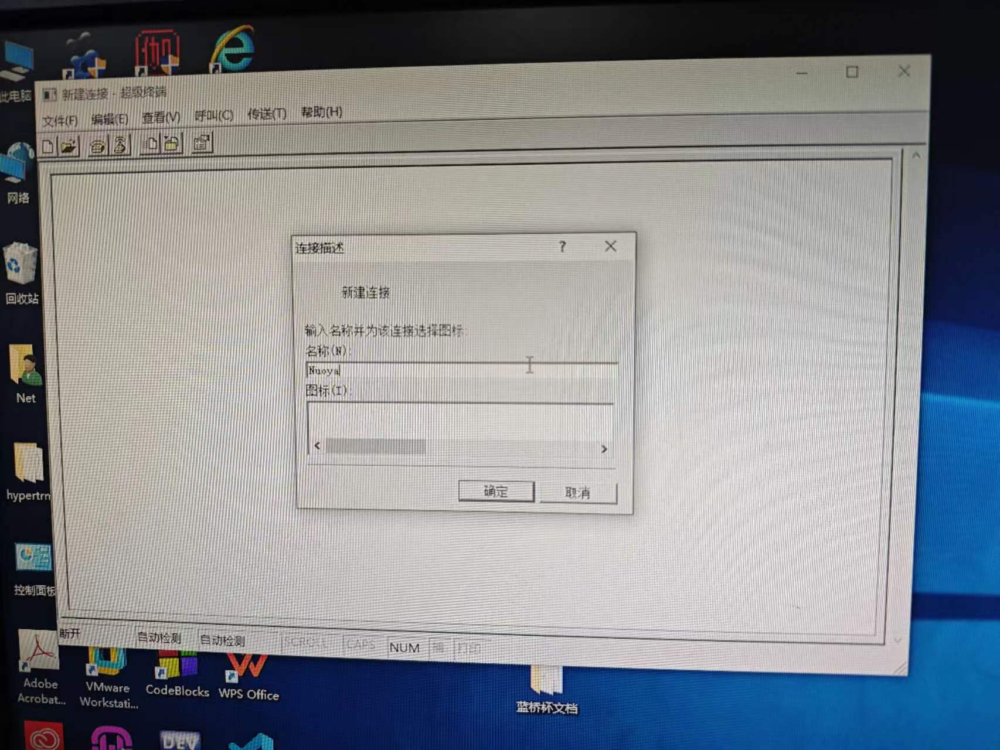 此电脑
新建连接 - 超级终端
文件(F) 编辑(E) 查看(V) 呼叫(C) 传送(T) 帮助(H)
网络
回收站
Net
hypertrm
控制面板
连接描述
?
新建连接
输入名称并为该连接选择图标:
名称(N):
Nuoya
图标(I):
确定 取消
断开 自动检测 自动检测 SCROLL CAPS NUM 捕 打印
Adobe
Acrobat...
VMware
Workstati...
CodeBlocks
WPS Office
蓝桥杯文档
DEV